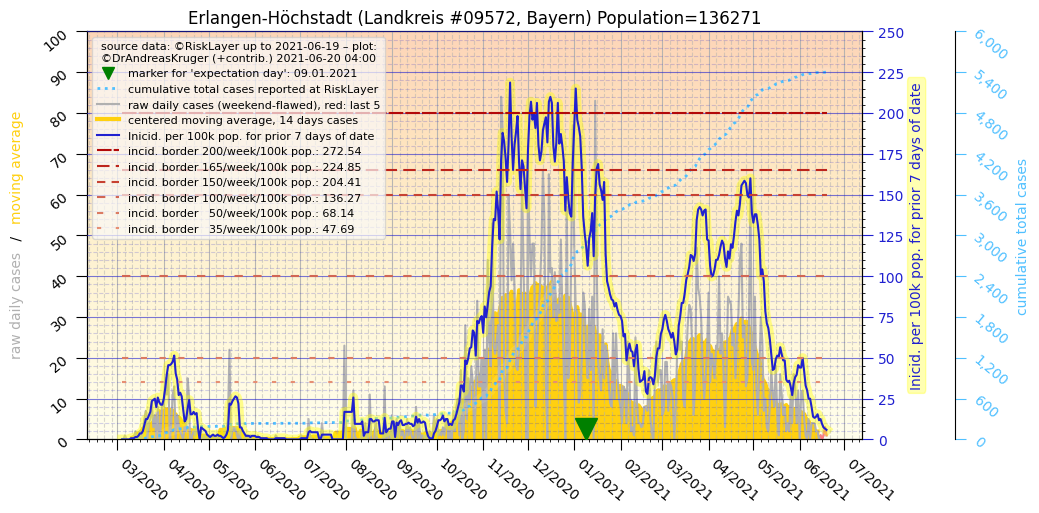 Erlangen-Höchstadt (Landkreis #09572, Bayern) Population=136271
source data: ©RiskLayer up to 2021-06-19 – plot:
©DrAndreasKruger (+contrib.) 2021-06-20 04:00
marker for 'expectation day': 09.01.2021
cumulative total cases reported at RiskLayer
raw daily cases (weekend-flawed), red: last 5
centered moving average, 14 days cases
Inicid. per 100k pop. for prior 7 days of date
incid. border 200/week/100k pop.: 272.54
incid. border 165/week/100k pop.: 224.85
incid. border 150/week/100k pop.: 204.41
incid. border 100/week/100k pop.: 136.27
incid. border   50/week/100k pop.: 68.14
incid. border   35/week/100k pop.: 47.69
raw daily cases / moving average
100
90
80
70
60
50
40
30
20
10
0
03/2020
04/2020
05/2020
06/2020
07/2020
08/2020
09/2020
10/2020
11/2020
12/2020
01/2021
02/2021
03/2021
04/2021
05/2021
06/2021
07/2021
250
225
200
175
150
125
100
75
50
25
0
Inicid. per 100k pop. for prior 7 days of date
6,000
5,400
4,800
4,200
3,600
3,000
2,400
1,800
1,200
600
0
cumulative total cases